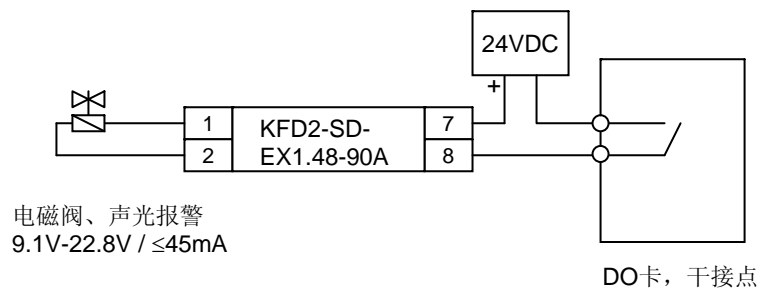 24VDC
+
1 KFD2-SD- 7
2 EX1.48-90A 8
电磁阀、声光报警
9.1V-22.8V / ≤45mA
DO卡，干接点